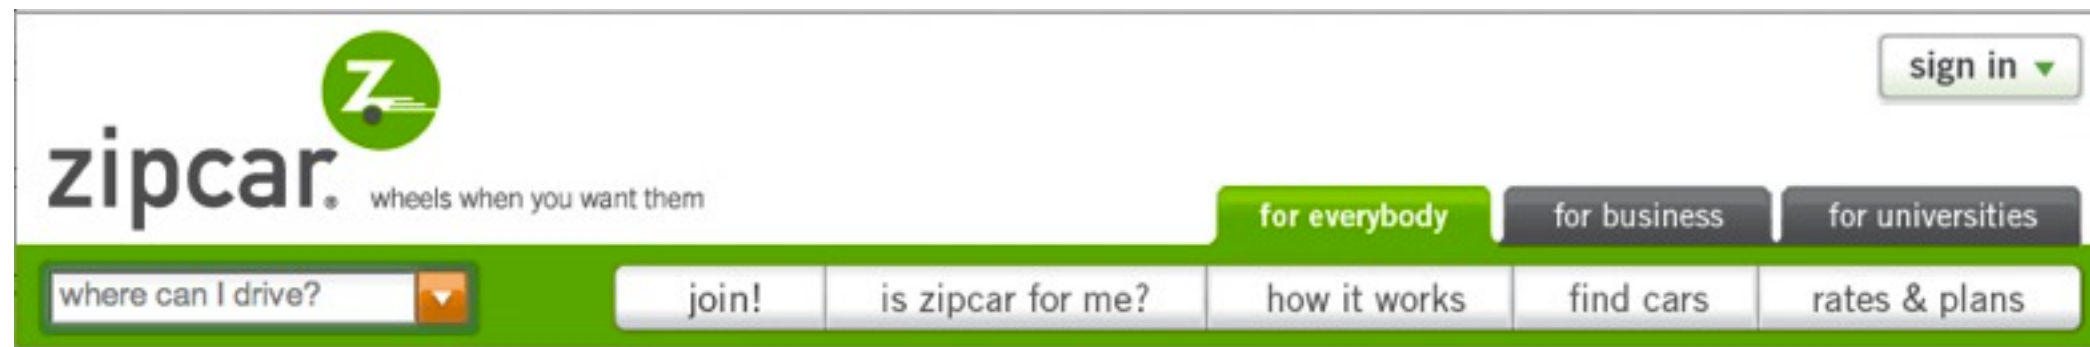 sign in
Z
zipcar®
wheels when you want them
for everybody
for business
for universities
where can I drive?
join!
is zipcar for me?
how it works
find cars
rates & plans